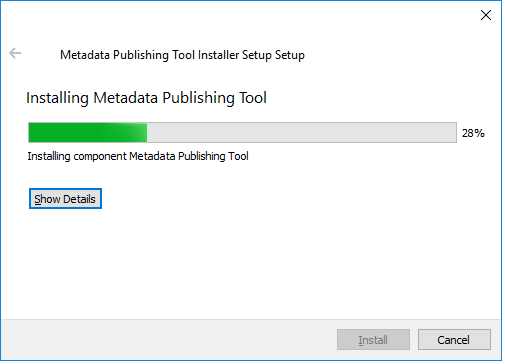 Metadata Publishing Tool Installer Setup Setup
Installing Metadata Publishing Tool
28%
Installing component Metadata Publishing Tool
Show Details
Install
Cancel